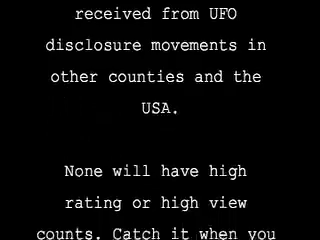 received from UFO
disclosure movements in
other counties and the
USA.
None will have high
rating or high view
counts. Catch it when you